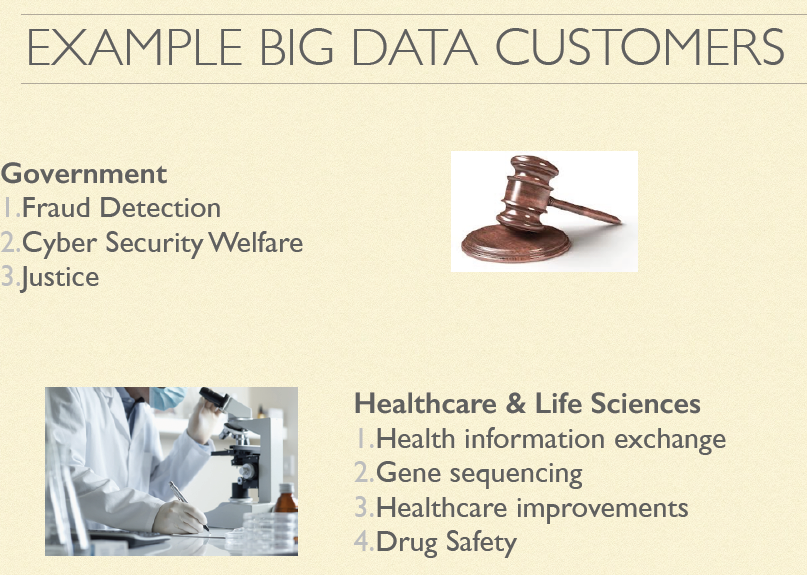 EXAMPLE BIG DATA CUSTOMERS
Government
1.Fraud Detection
2.Cyber Security Welfare
3.Justice
Healthcare & Life Sciences
1.Health information exchange
2.Gene sequencing
3.Healthcare improvements
4.Drug Safety